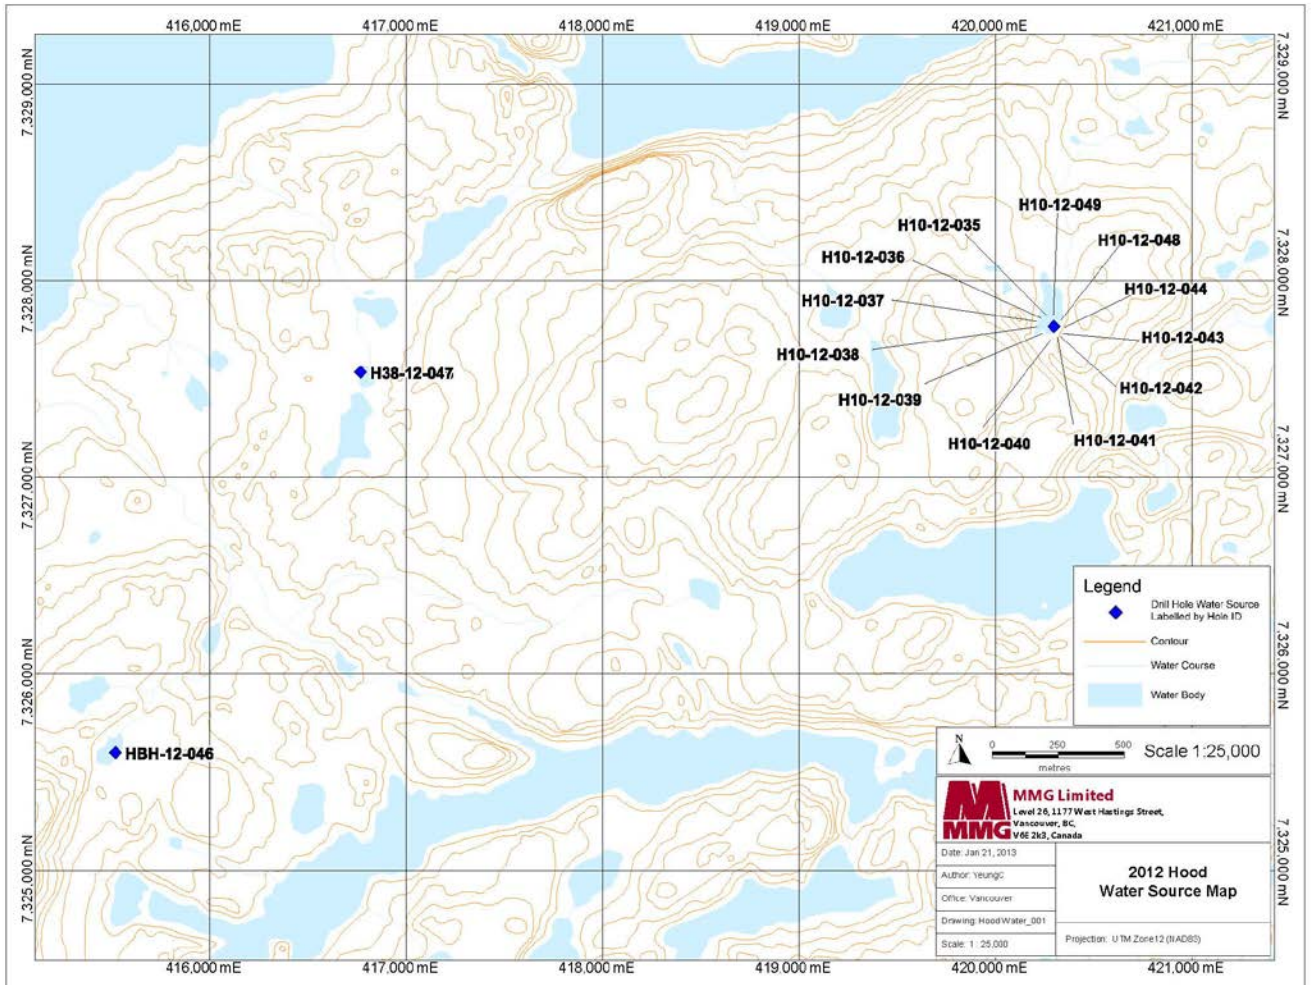 416,000 mE
417,000 mE
418,000 mE
419,000 mE
420,000 mE
421,000 mE
7,329,000 mN
7,329,000 mN
H10-12-049
H10-12-035
H10-12-048
H10-12-036
7,328,000 mN
7,328,000 mN
H10-12-044
H10-12-037
H10-12-043
H10-12-038
H38-12-047
H10-12-042
H10-12-039
H10-12-041
H10-12-040
7,327,000 mN
7,327,000 mN
Legend
Drill Hole Water Source
Labelled by Hole ID
Contour
Water Course
Water Body
7,326,000 mN
7,326,000 mN
HBH-12-046
N
0 250 500
metres
Scale 1:25,000
MMG
MMG Limited
Level 26, 1177 West Hastings Street,
Vancouver, BC,
V6E 2k3, Canada
Date: Jan 21, 2013
Author: YeungC
Office: Vancouver
Drawing: HoodWater_001
Scale: 1: 25,000
2012 Hood
Water Source Map
Projection: UTM Zone12 (NAD83)
7,325,000 mN
7,325,000 mN
416,000 mE
417,000 mE
418,000 mE
419,000 mE
420,000 mE
421,000 mE